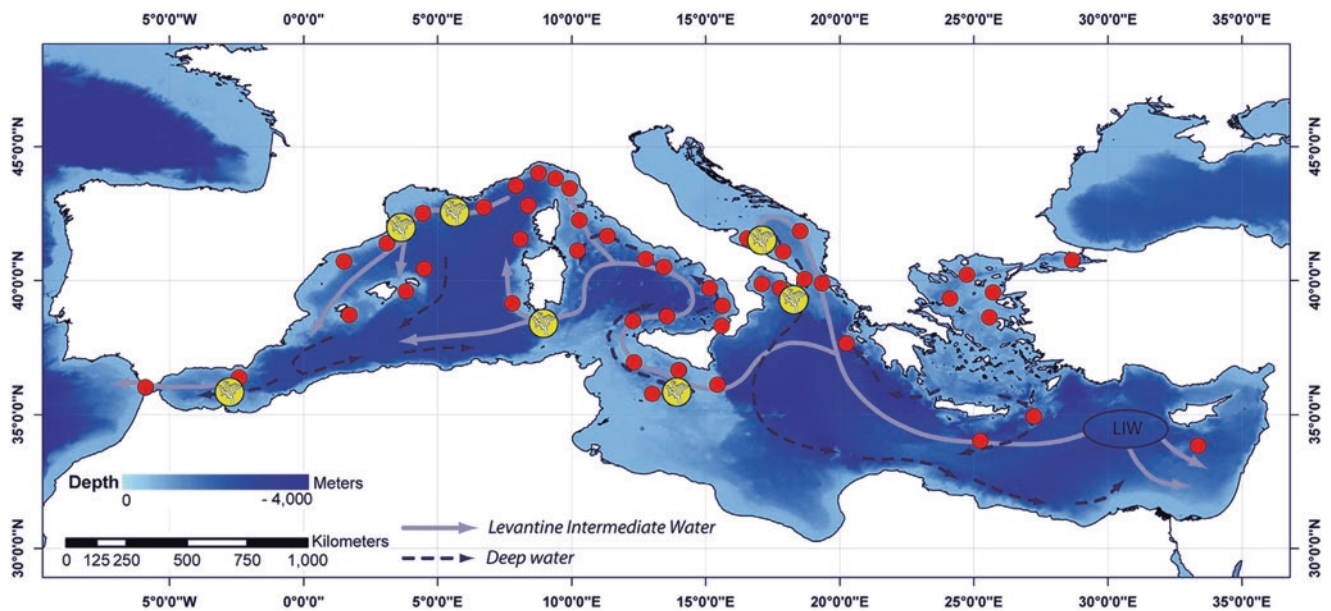 5°0'0"W 0°0'0"E 5°0'0"E 10°0'0"E 15°0'0"E 20°0'0"E 25°0'0"E 30°0'0"E 35°0'0"E
45°0'0"N 45°0'0"N
40°0'0"N 40°0'0"N
35°0'0"N 35°0'0"N
LIW
30°0'0"N 30°0'0"N
Depth Meters
0 - 4,000
Kilometers
0 125 250 500 750 1,000
Levantine Intermediate Water
Deep water
5°0'0"W 0°0'0"E 5°0'0"E 10°0'0"E 15°0'0"E 20°0'0"E 25°0'0"E 30°0'0"E 35°0'0"E